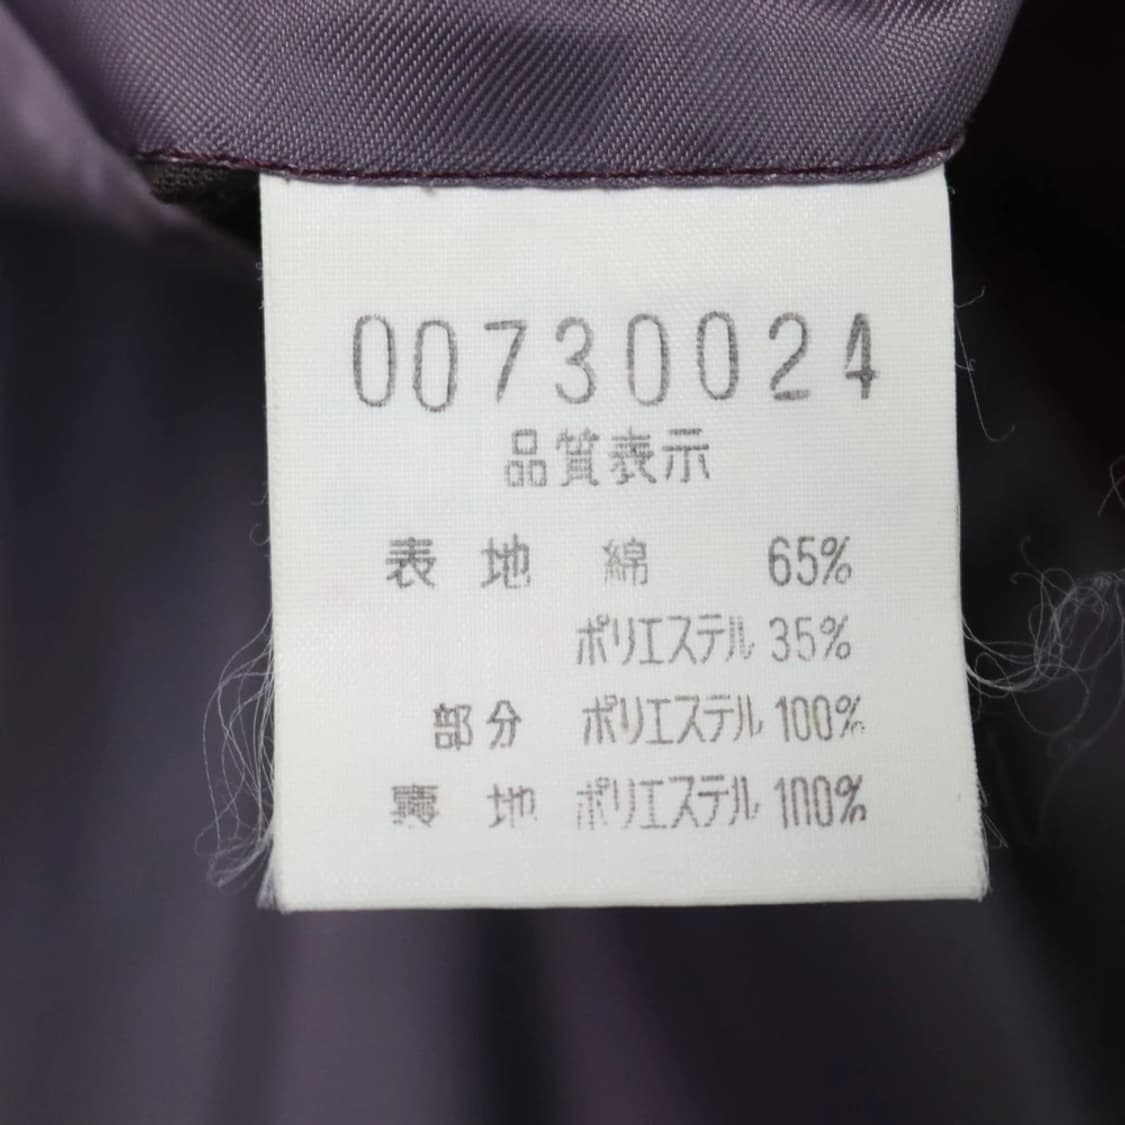 00730024
品質表示
表 地 綿 65%
ポリエステル 35%
部分 ポリエステル 100%
裏 地 ポリエステル 100%